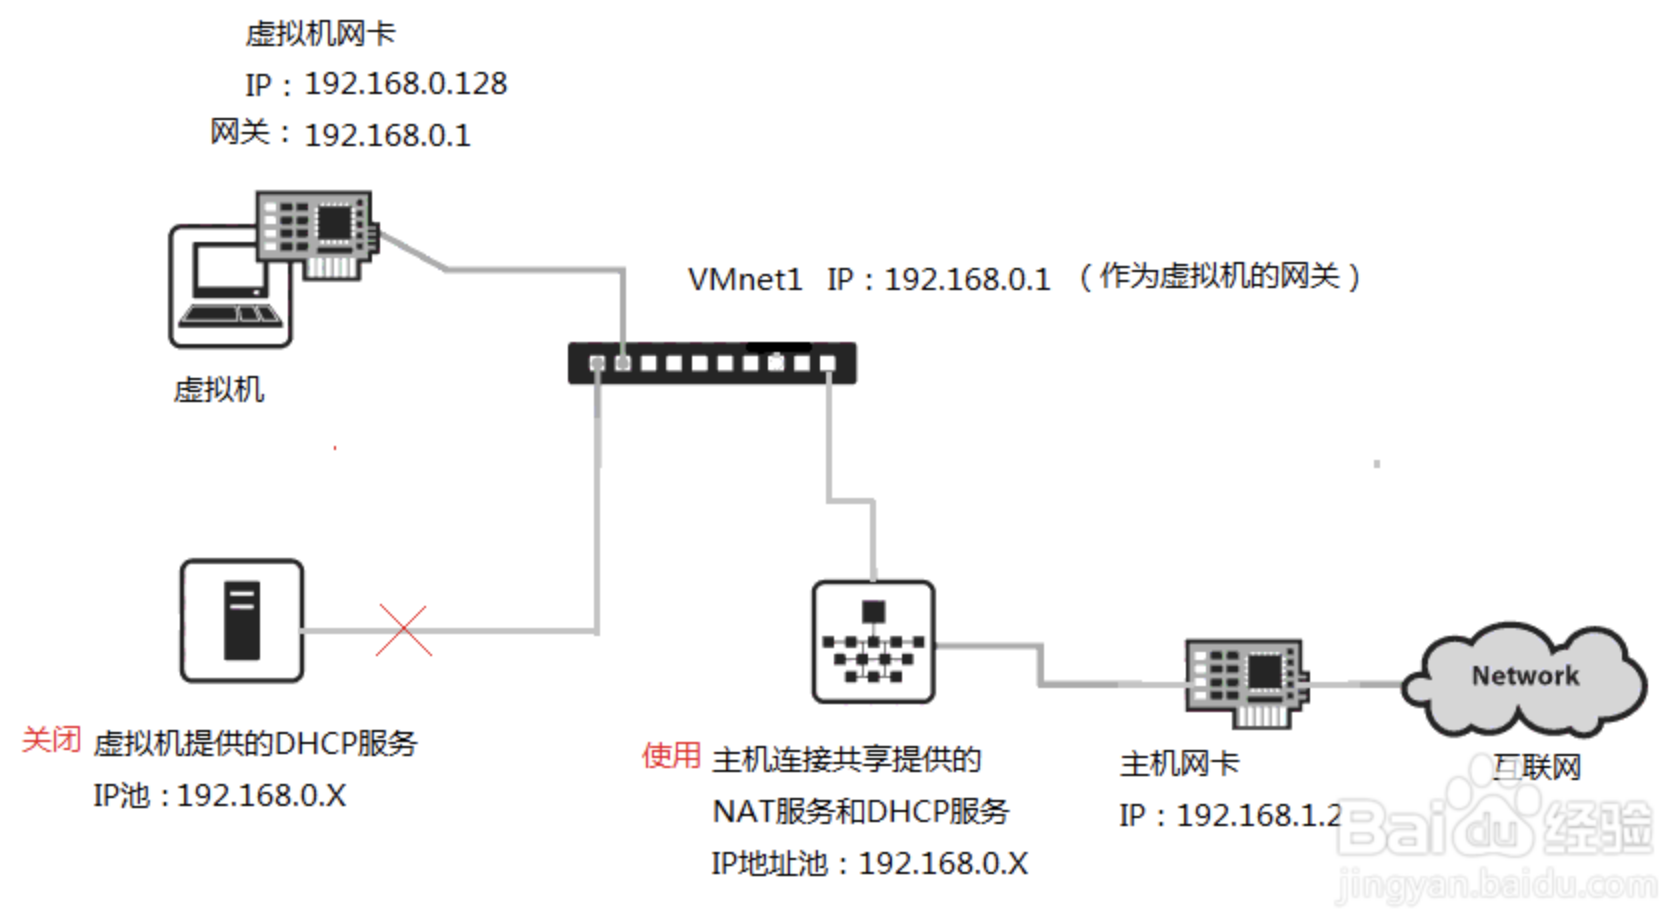 虚拟机网卡
IP：192.168.0.128
网关：192.168.0.1
VMnet1 IP：192.168.0.1 （作为虚拟机的网关）
虚拟机
关闭 虚拟机提供的DHCP服务
IP池：192.168.0.X
使用 主机连接共享提供的
NAT服务和DHCP服务
IP地址池：192.168.0.X
主机网卡
IP：192.168.1.2
Network
互联网
Baidu经验
jingyan.baidu.com